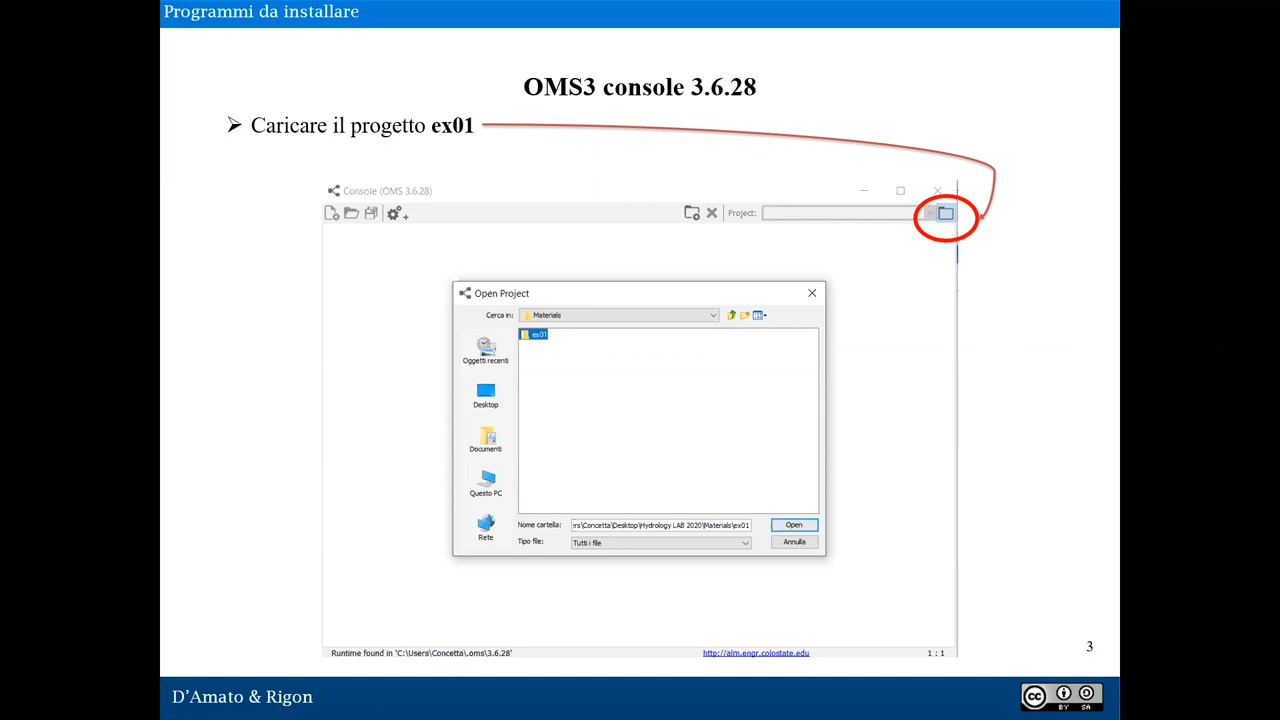 Programmi da installare
OMS3 console 3.6.28
➢ Caricare il progetto ex01
Console (OMS 3.6.28)
Project:
Open Project
Cerca in: Materials
ex01
Oggetti recenti
Desktop
Documenti
Questo PC
Rete
Nome cartella: rs\Concetta\Desktop\Hydrology LAB 2020\Materials\ex01 Open
Tipo file: Tutti i file Annulla
Runtime found in 'C:\Users\Concetta\.oms\3.6.28' http://alm.engr.colostate.edu 1 : 1
3
D'Amato & Rigon
cc BY SA